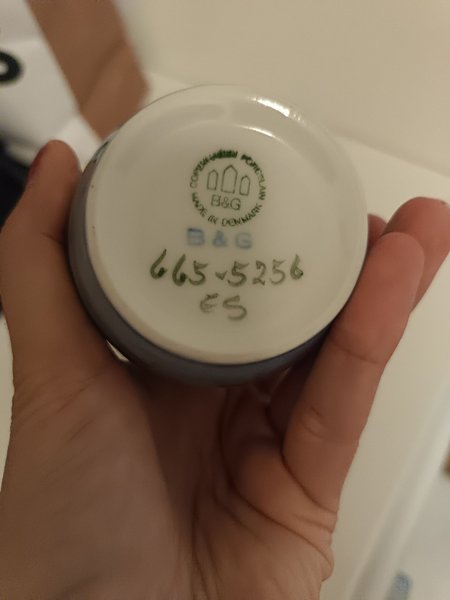 COPENHAGEN PORCELAIN
B&G
MADE IN DENMARK
B&G
665-5256
ES